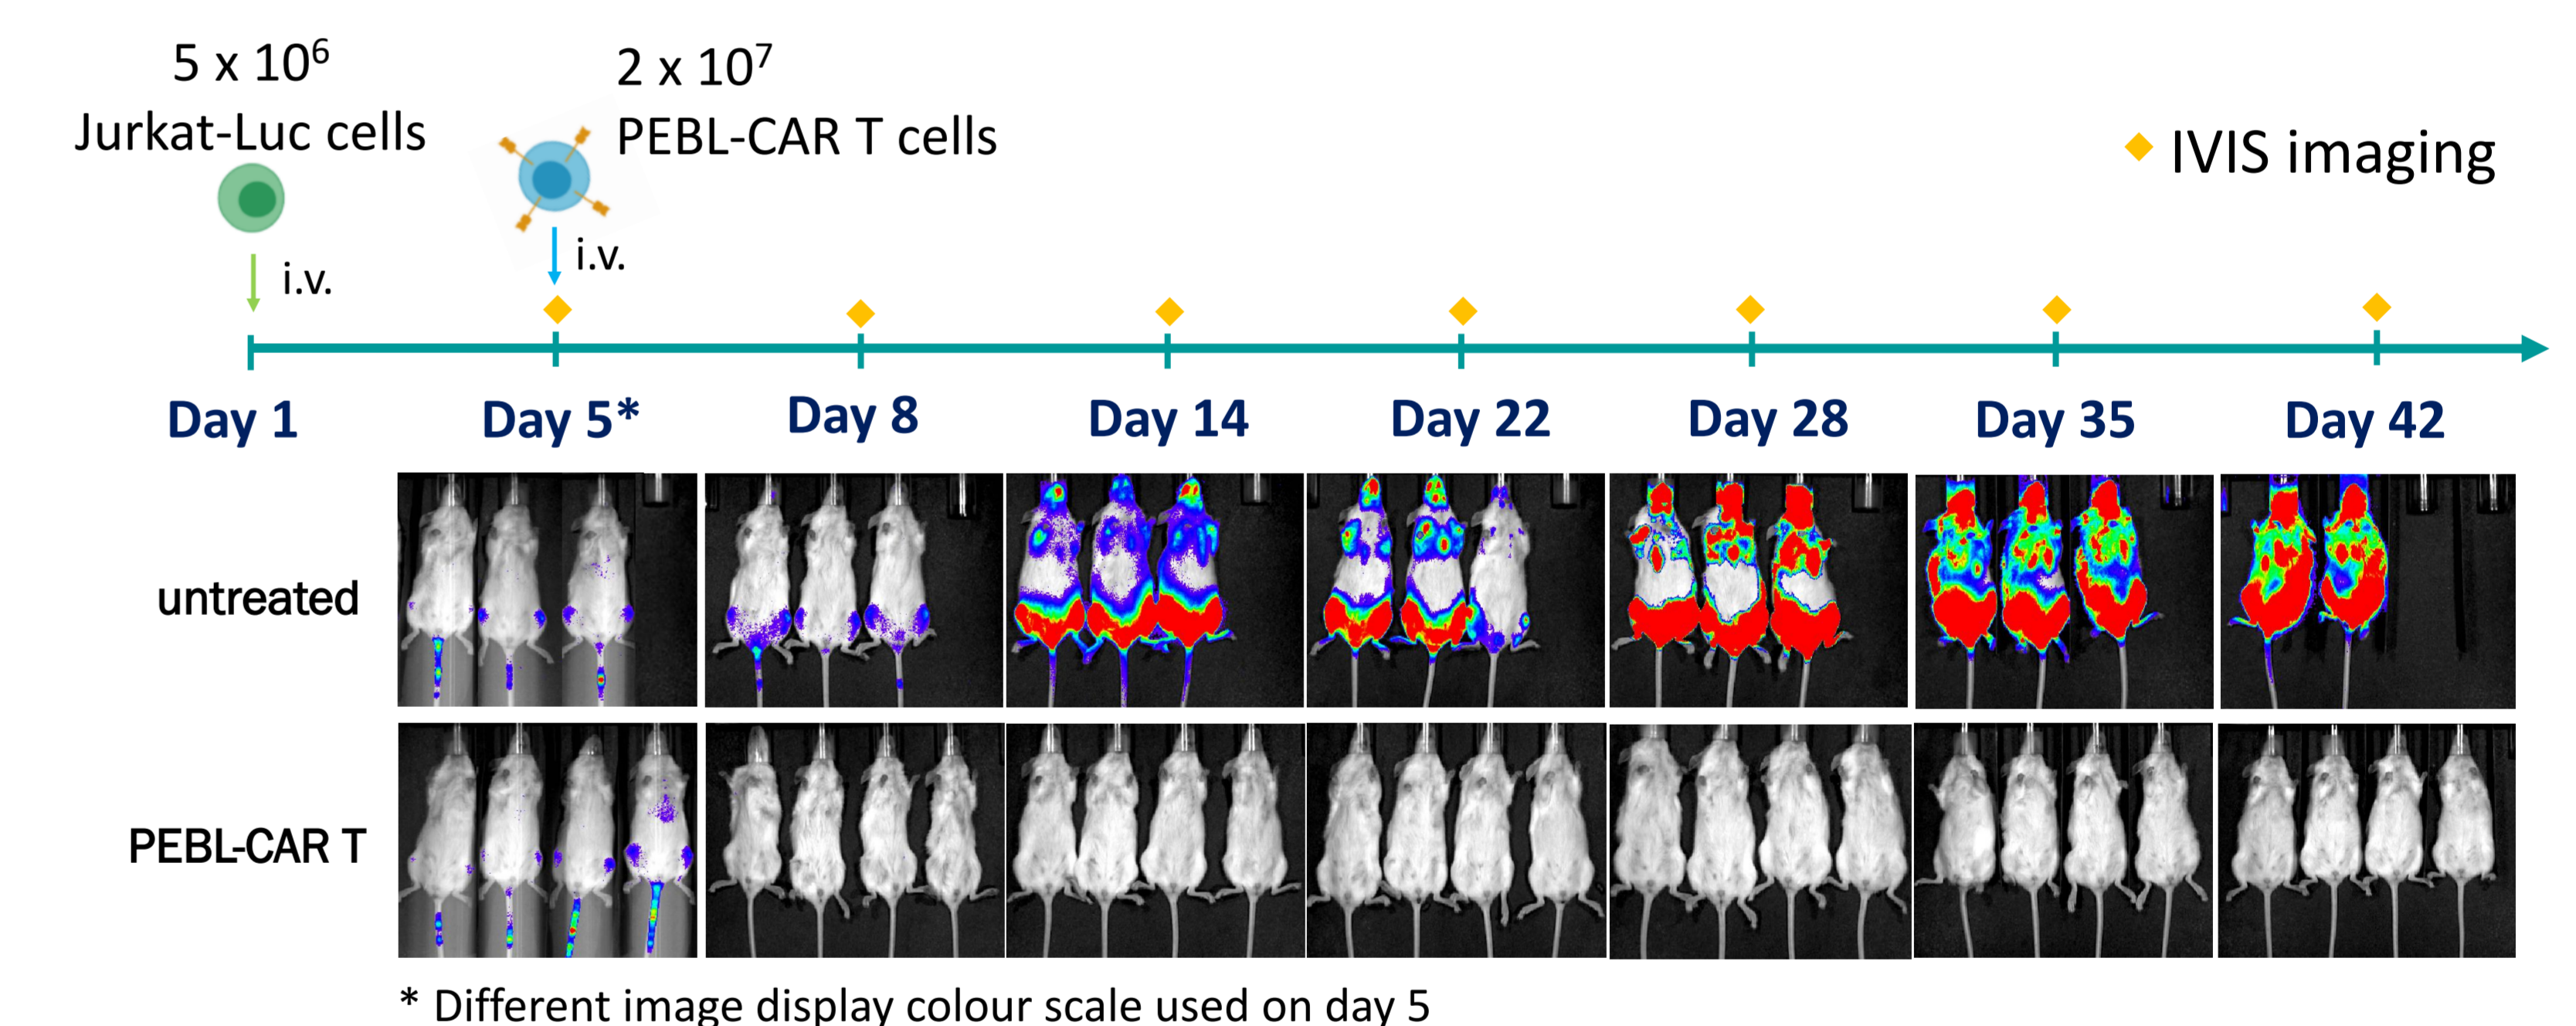 5 x 10⁶
Jurkat-Luc cells
i.v.
2 x 10⁷
PEBL-CAR T cells
i.v.
IVIS imaging
Day 1
Day 5*
Day 8
Day 14
Day 22
Day 28
Day 35
Day 42
untreated
PEBL-CAR T
* Different image display colour scale used on day 5